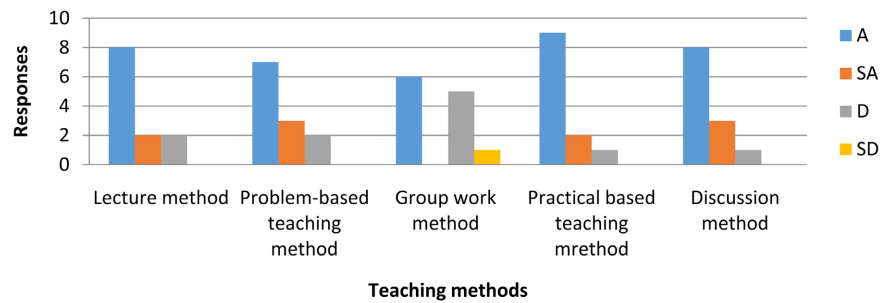 Responses
10
8
6
4
2
0
Lecture method
Problem-based
teaching
method
Group work
method
Practical based
teaching
mrethod
Discussion
method
Teaching methods
A
SA
D
SD